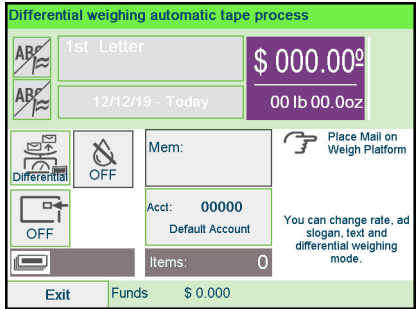 Differential weighing automatic tape process
ABC
1st Letter
$ 000.00º
ABC
12/12/19 - Today
00 lb 00.0oz
Differential
OFF
Mem:
Place Mail on
Weigh Platform
OFF
Acct: 00000
Default Account
You can change rate, ad
slogan, text and
differential weighing
mode.
Items: 0
Exit
Funds $ 0.000